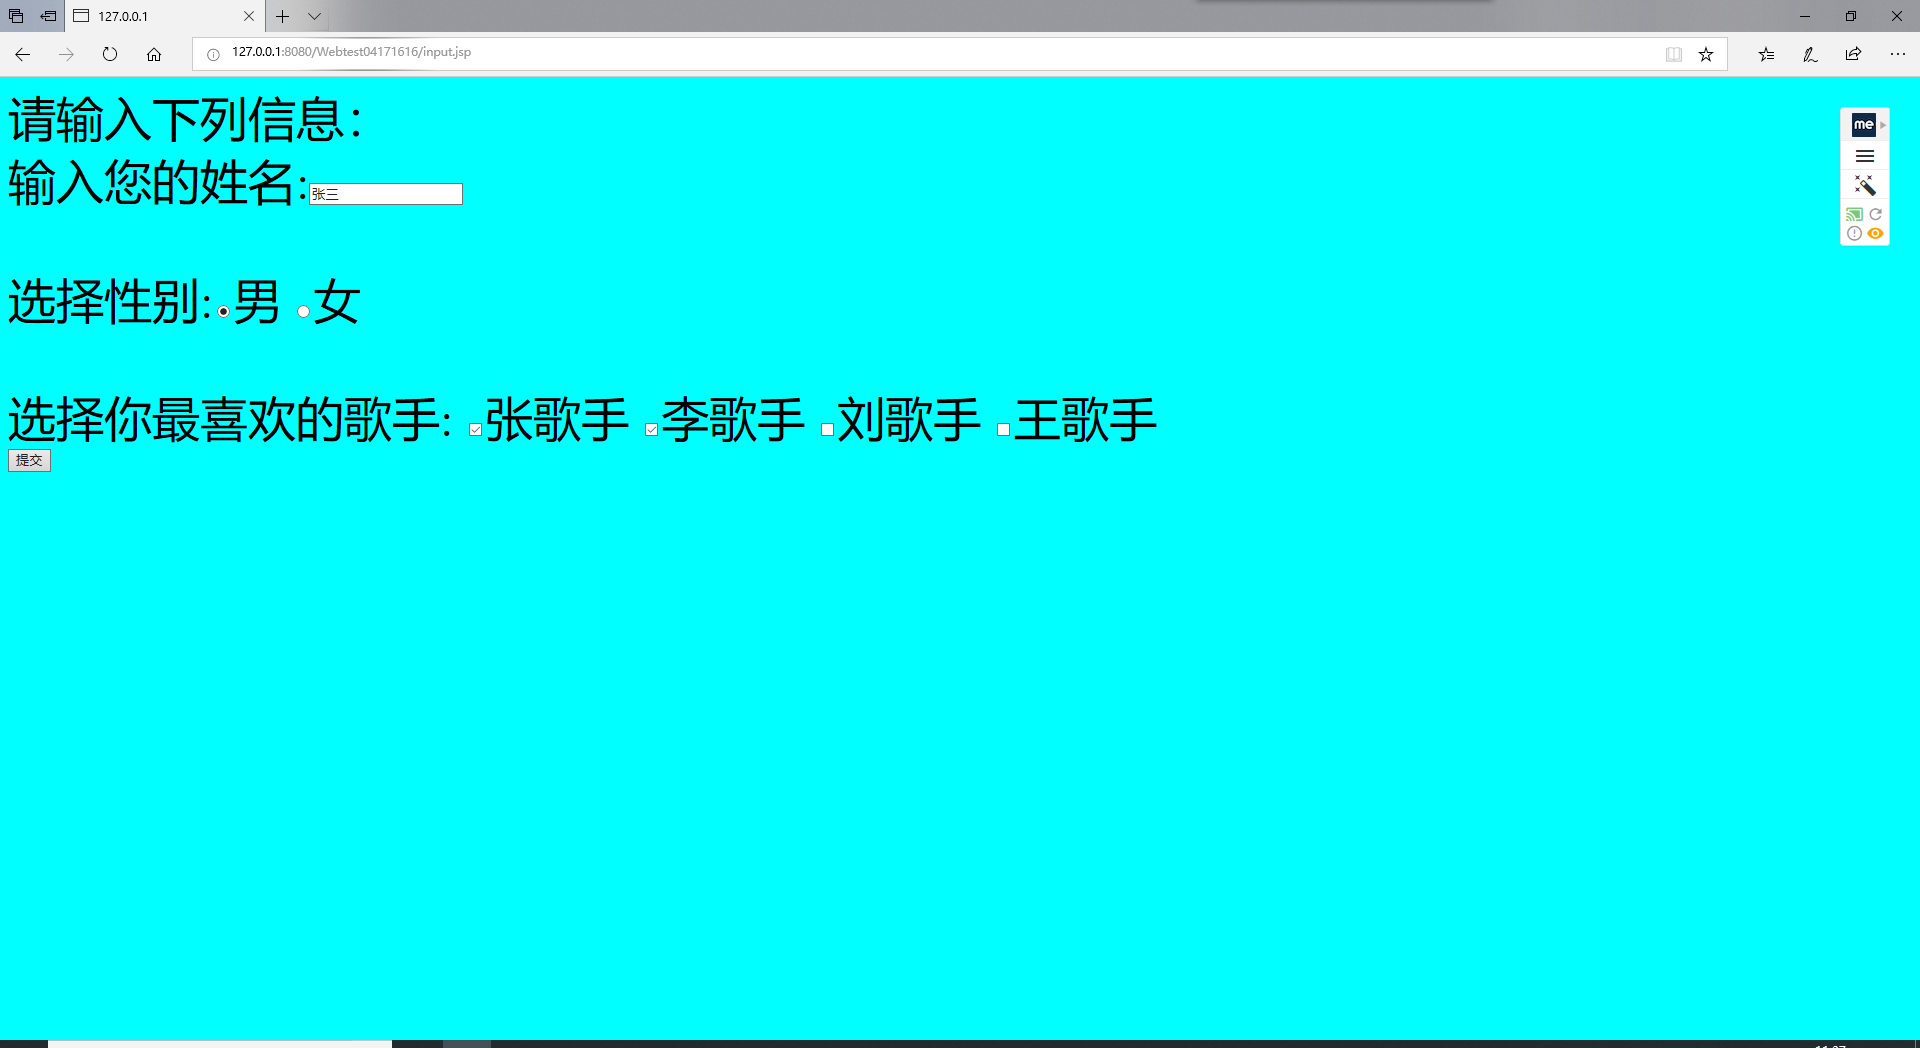 127.0.0.1
127.0.0.1:8080/Webtest04171616/input.jsp
me
请输入下列信息：
输入您的姓名:张三
选择性别:男 女
选择你最喜欢的歌手: 张歌手 李歌手 刘歌手 王歌手
提交